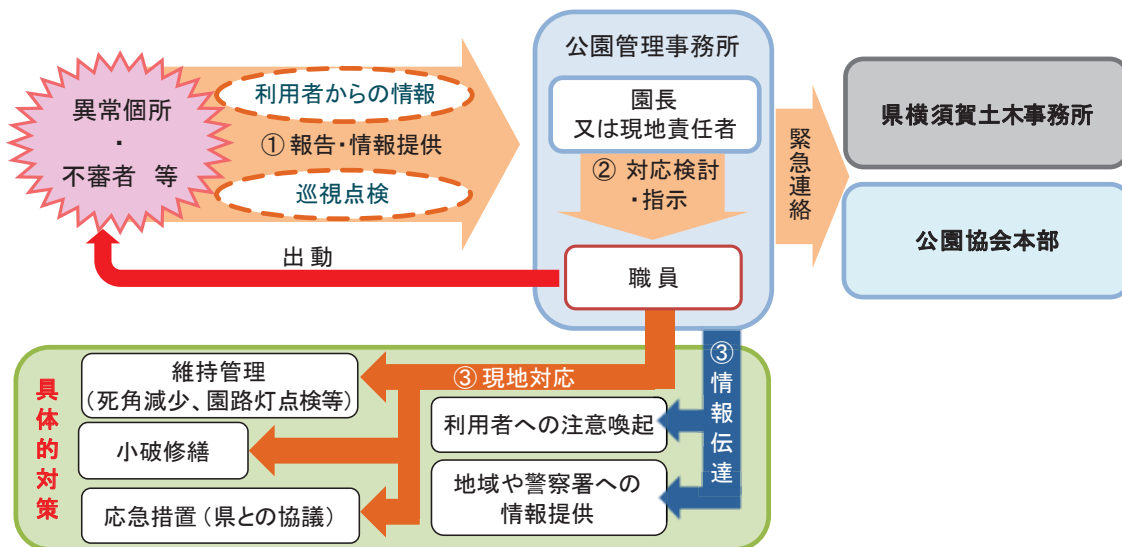 異常個所
・
不審者 等
利用者からの情報
① 報告・情報提供
巡視点検
出 動
公園管理事務所
園長
又は現地責任者
② 対応検討
・指示
職 員
緊急連絡
県横須賀土木事務所
公園協会本部
具体的対策
③ 現地対応
維持管理
(死角減少、園路灯点検等)
小破修繕
応急措置（県との協議）
③情報伝達
利用者への注意喚起
地域や警察署への
情報提供